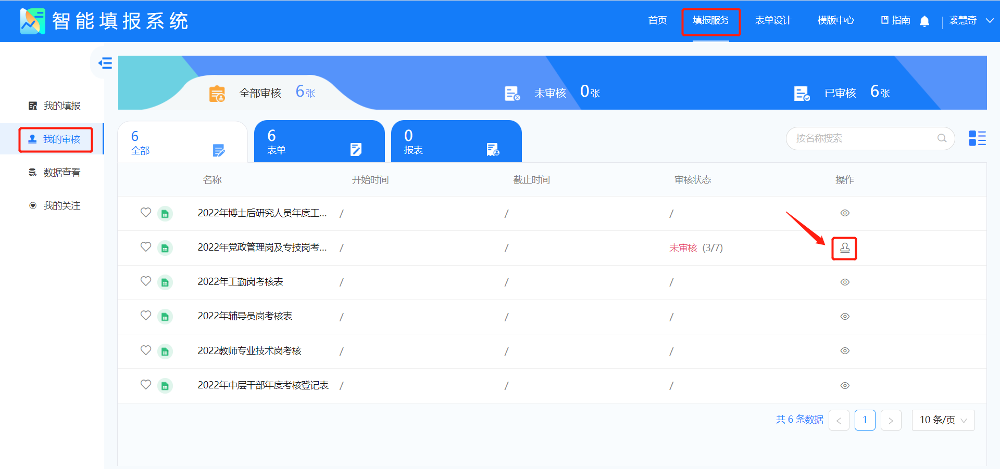 智能填报系统
首页 填报服务 表单设计 模版中心 指南 裘慧奇
我的填报
我的审核
数据查看
我的关注
全部审核 6张 未审核 0张 已审核 6张
6 全部
6 表单
0 报表
按名称搜索
名称 开始时间 截止时间 审核状态 操作
2022年博士后研究人员年度工... / / /
2022年党政管理岗及专技岗考... / / 未审核 (3/7)
2022年工勤岗考核表 / / /
2022年辅导员岗考核表 / / /
2022教师专业技术岗考核 / / /
2022年中层干部年度考核登记表 / / /
共 6 条数据 < 1 > 10 条/页